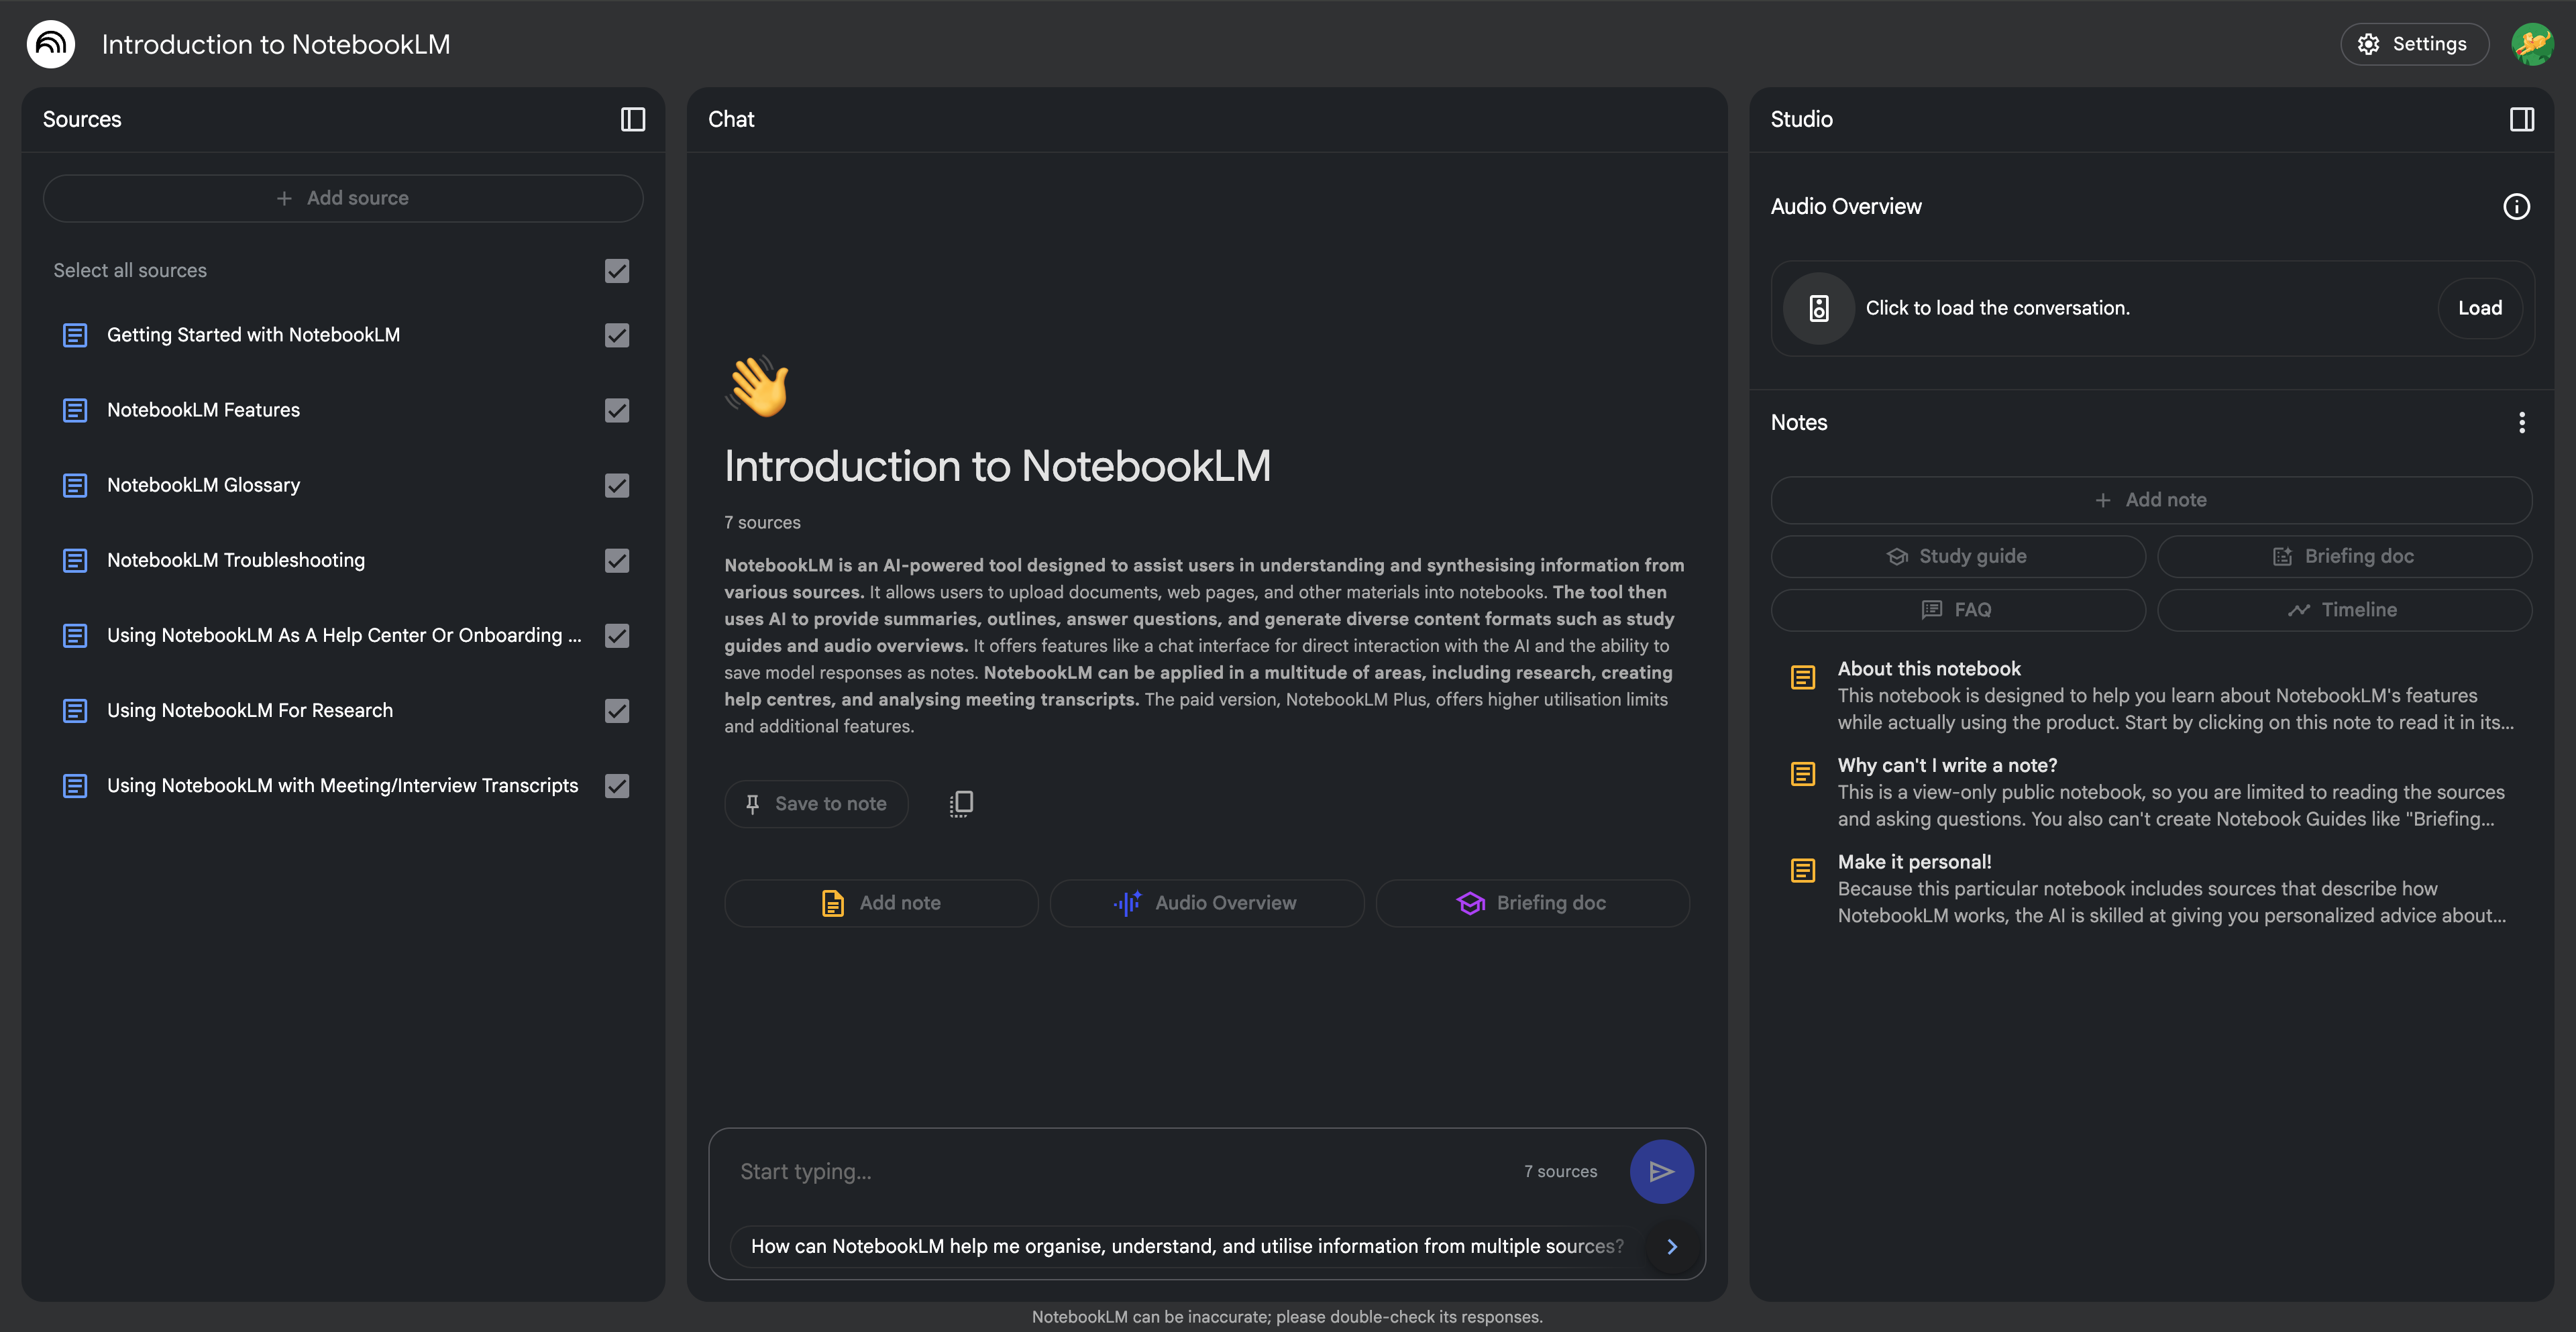 Introduction to NotebookLM
Settings
Sources
Add source
Select all sources
Getting Started with NotebookLM
NotebookLM Features
NotebookLM Glossary
NotebookLM Troubleshooting
Using NotebookLM As A Help Center Or Onboarding ...
Using NotebookLM For Research
Using NotebookLM with Meeting/Interview Transcripts
Chat
Introduction to NotebookLM
7 sources
NotebookLM is an AI-powered tool designed to assist users in understanding and synthesising information from
various sources. It allows users to upload documents, web pages, and other materials into notebooks. The tool then
uses AI to provide summaries, outlines, answer questions, and generate diverse content formats such as study
guides and audio overviews. It offers features like a chat interface for direct interaction with the AI and the ability to
save model responses as notes. NotebookLM can be applied in a multitude of areas, including research, creating
help centres, and analysing meeting transcripts. The paid version, NotebookLM Plus, offers higher utilisation limits
and additional features.
Save to note
Add note
Audio Overview
Briefing doc
Start typing...
7 sources
How can NotebookLM help me organise, understand, and utilise information from multiple sources?
Studio
Audio Overview
Click to load the conversation.
Load
Notes
Add note
Study guide
Briefing doc
FAQ
Timeline
About this notebook
This notebook is designed to help you learn about NotebookLM's features
while actually using the product. Start by clicking on this note to read it in its...
Why can't I write a note?
This is a view-only public notebook, so you are limited to reading the sources
and asking questions. You also can't create Notebook Guides like "Briefing...
Make it personal!
Because this particular notebook includes sources that describe how
NotebookLM works, the AI is skilled at giving you personalized advice about...
NotebookLM can be inaccurate; please double-check its responses.